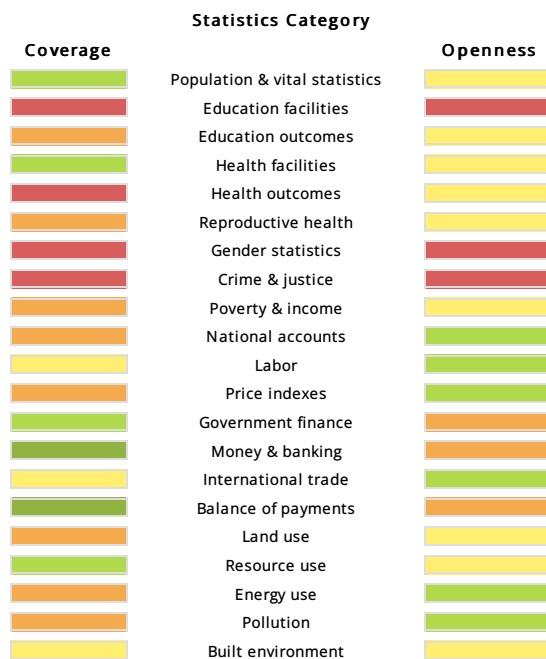 Statistics Category
Coverage
Openness
Population & vital statistics
Education facilities
Education outcomes
Health facilities
Health outcomes
Reproductive health
Gender statistics
Crime & justice
Poverty & income
National accounts
Labor
Price indexes
Government finance
Money & banking
International trade
Balance of payments
Land use
Resource use
Energy use
Pollution
Built environment